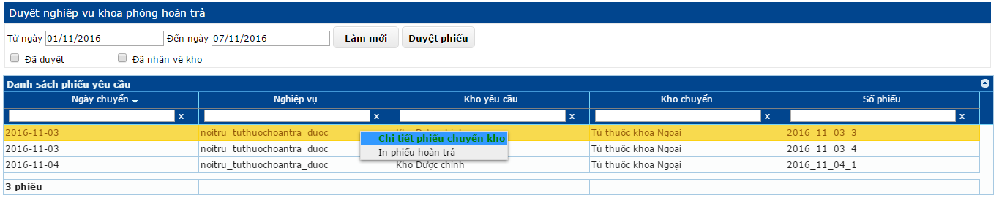 Duyệt nghiệp vụ khoa phòng hoàn trả
Từ ngày 01/11/2016 Đến ngày 07/11/2016 Làm mới Duyệt phiếu
Đã duyệt Đã nhận về kho
Danh sách phiếu yêu cầu
Ngày chuyển Nghiệp vụ Kho yêu cầu Kho chuyển Số phiếu
x x x x x
2016-11-03 noitru_tuthuochoantra_duoc Tủ thuốc khoa Ngoại 2016_11_03_3
Chi tiết phiếu chuyển kho
2016-11-03 noitru_tuthuochoantra_duoc Tủ thuốc khoa Ngoại 2016_11_03_4
In phiếu hoàn trả
2016-11-04 noitru_tuthuochoantra_duoc Kho Dược chính Tủ thuốc khoa Ngoại 2016_11_04_1
3 phiếu